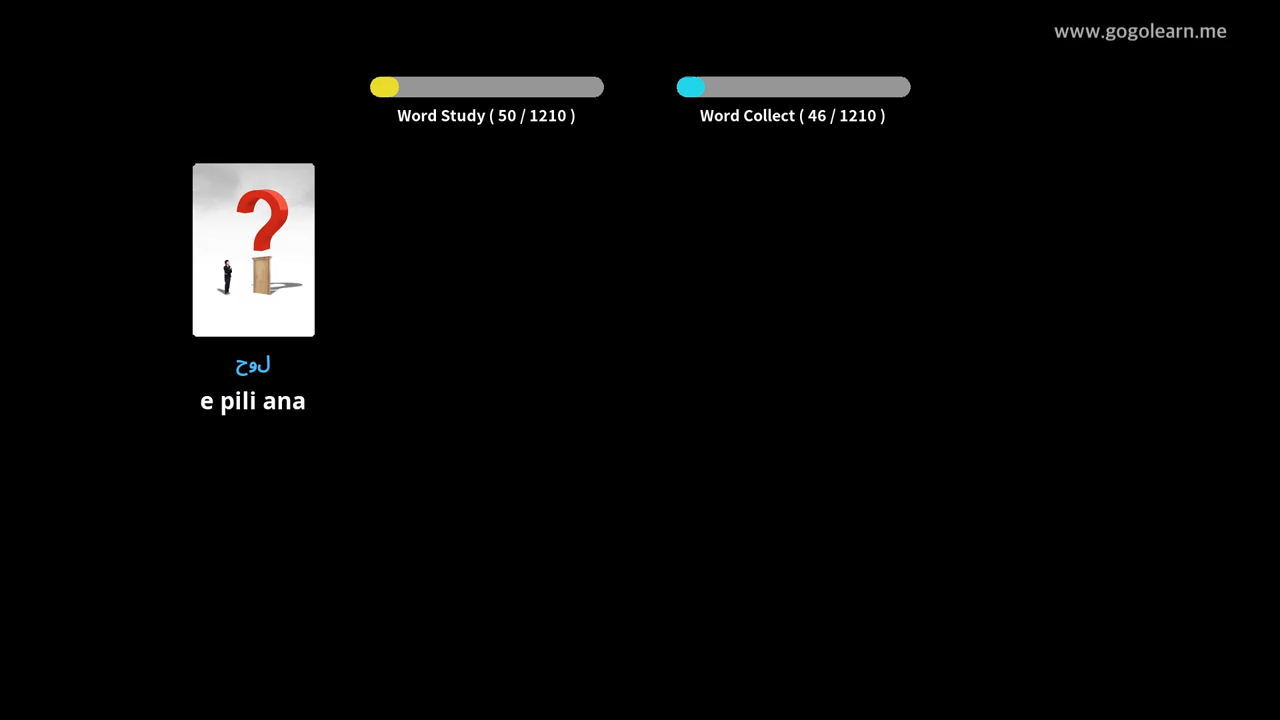 www.gogolearn.me
Word Study ( 50 / 1210 )
Word Collect ( 46 / 1210 )
لوح
e pili ana